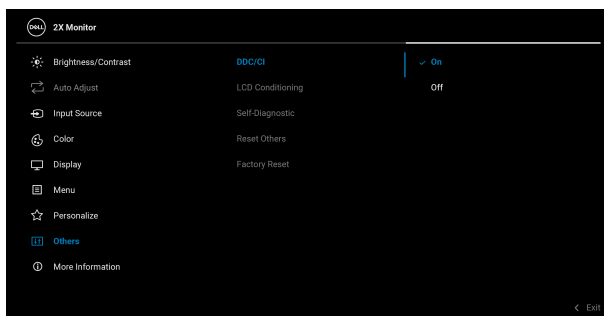 DELL 2X Monitor
Brightness/Contrast DDC/CI ✓ On
Auto Adjust LCD Conditioning Off
Input Source Self-Diagnostic
Color Reset Others
Display Factory Reset
Menu
Personalize
Others
More Information
< Exit